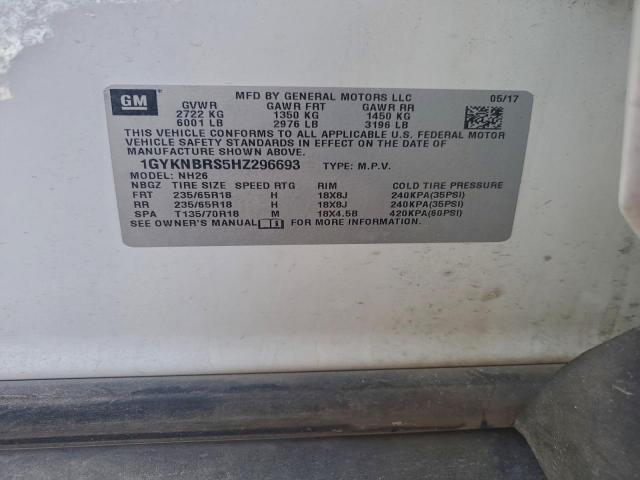 GM
MFD BY GENERAL MOTORS LLC 05/17
GVWR GAWR FRT GAWR RR
2722 KG 1350 KG 1450 KG
6001 LB 2976 LB 3196 LB
THIS VEHICLE CONFORMS TO ALL APPLICABLE U.S. FEDERAL MOTOR
VEHICLE SAFETY STANDARDS IN EFFECT ON THE DATE OF
MANUFACTURE SHOWN ABOVE.
1GYKNBRS5HZ296693 TYPE: M.P.V.
MODEL: NH26
NBGZ TIRE SIZE SPEED RTG RIM COLD TIRE PRESSURE
FRT 235/65R18 H 18X8J 240KPA(35PSI)
RR 235/65R18 H 18X8J 240KPA(35PSI)
SPA T135/70R18 M 18X4.5B 420KPA(60PSI)
SEE OWNER'S MANUAL FOR MORE INFORMATION.